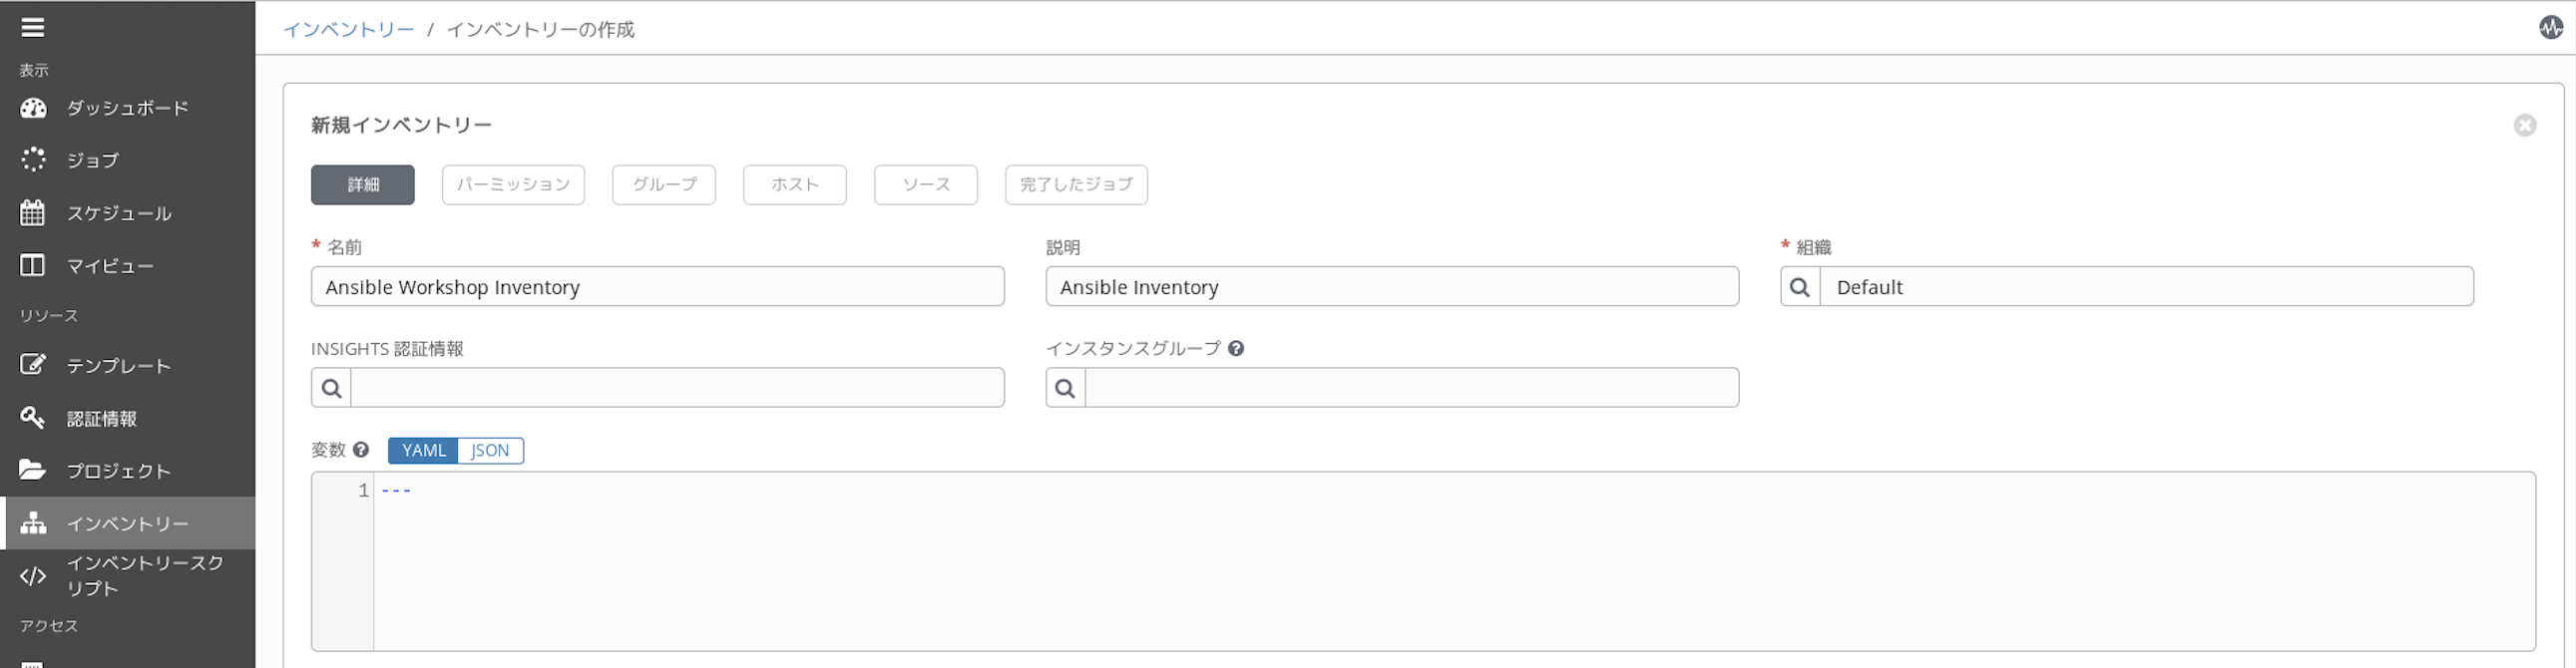 インベントリー / インベントリーの作成
表示
ダッシュボード
ジョブ
スケジュール
マイビュー
リソース
テンプレート
認証情報
プロジェクト
インベントリー
インベントリースク
リプト
アクセス
新規インベントリー
詳細 パーミッション グループ ホスト ソース 完了したジョブ
* 名前 説明 * 組織
Ansible Workshop Inventory Ansible Inventory Default
INSIGHTS 認証情報 インスタンスグループ
変数 YAML JSON
1 ---